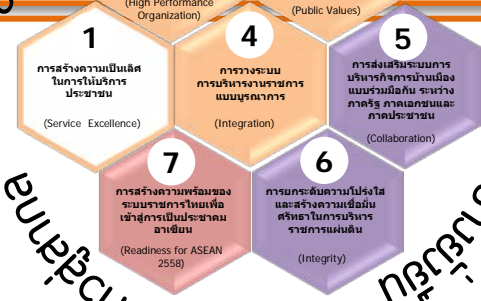 (High Performance
Organization)
(Public Values)
1
การสร้างความเป็นเลิศ
ในการให้บริการ
ประชาชน
(Service Excellence)
4
การวางระบบ
การบริหารงานราชการ
แบบบูรณาการ
(Integration)
5
การส่งเสริมระบบการ
บริหารกิจการบ้านเมือง
แบบร่วมมือกัน ระหว่าง
ภาครัฐ ภาคเอกชนและ
ภาคประชาชน
(Collaboration)
7
การสร้างความพร้อมของ
ระบบราชการไทยเพื่อ
เข้าสู่การเป็นประชาคม
อาเซียน
(Readiness for ASEAN
2558)
6
การยกระดับความโปร่งใส
และสร้างความเชื่อมั่น
ศรัทธาในการบริหาร
ราชการแผ่นดิน
(Integrity)